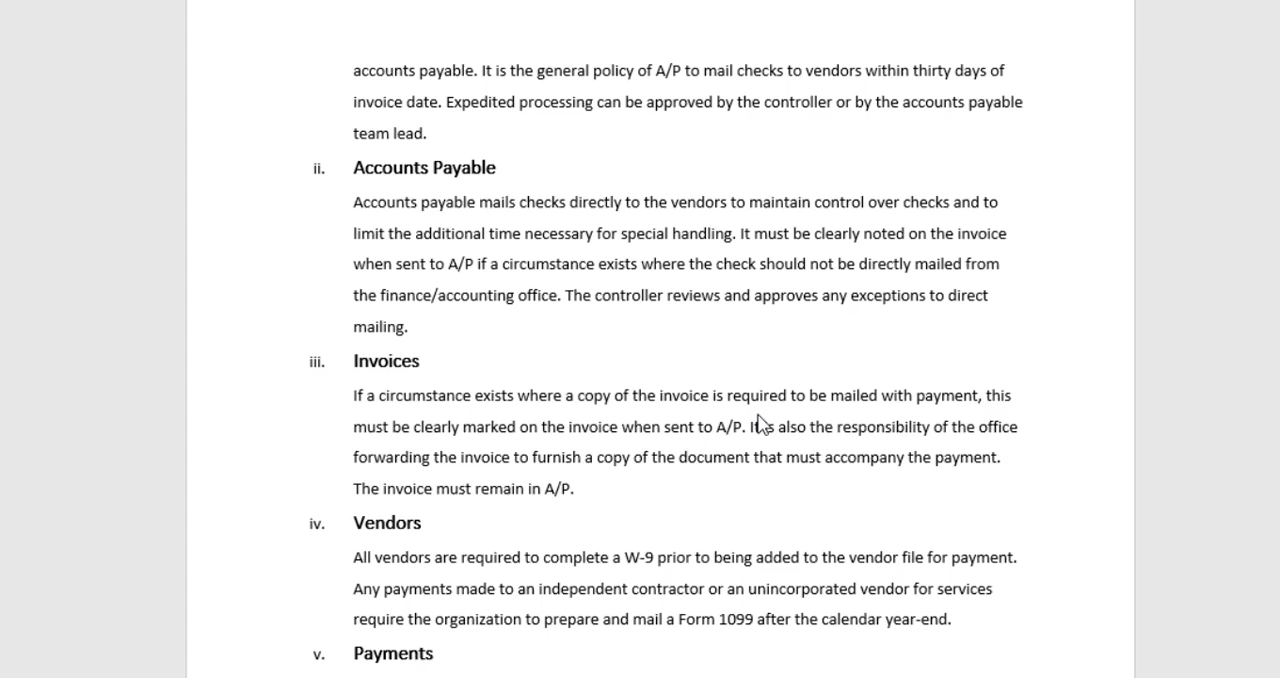 accounts payable. It is the general policy of A/P to mail checks to vendors within thirty days of
invoice date. Expedited processing can be approved by the controller or by the accounts payable
team lead.
ii. Accounts Payable
Accounts payable mails checks directly to the vendors to maintain control over checks and to
limit the additional time necessary for special handling. It must be clearly noted on the invoice
when sent to A/P if a circumstance exists where the check should not be directly mailed from
the finance/accounting office. The controller reviews and approves any exceptions to direct
mailing.
iii. Invoices
If a circumstance exists where a copy of the invoice is required to be mailed with payment, this
must be clearly marked on the invoice when sent to A/P. It is also the responsibility of the office
forwarding the invoice to furnish a copy of the document that must accompany the payment.
The invoice must remain in A/P.
iv. Vendors
All vendors are required to complete a W-9 prior to being added to the vendor file for payment.
Any payments made to an independent contractor or an unincorporated vendor for services
require the organization to prepare and mail a Form 1099 after the calendar year-end.
v. Payments